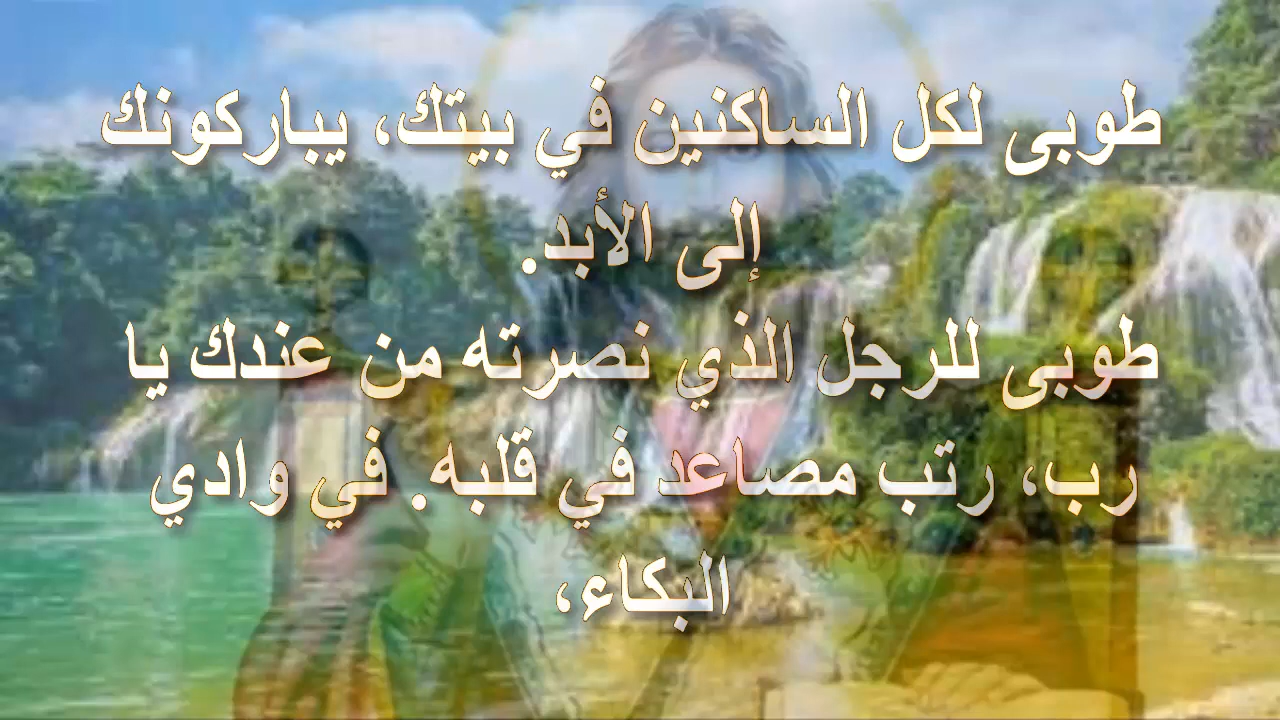 طوبى لكل الساكنين في بيتك، يباركونك
إلى الأبد.
طوبى للرجل الذي نصرته من عندك يا
رب، رتب مصاعد في قلبه. في وادي
البكاء،